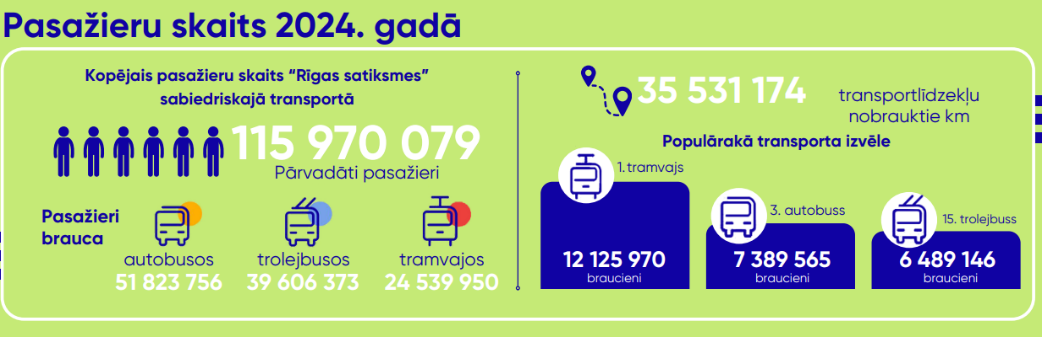 Pasažieru skaits 2024. gadā
Kopējais pasažieru skaits “Rīgas satiksmes”
sabiedriskajā transportā
115 970 079
Pārvadāti pasažieri
Pasažieri
brauca
autobusos
51 823 756
trolejbusos
39 606 373
tramvajos
24 539 950
35 531 174
transportlīdzekļu
nobrauktie km
Populārakā transporta izvēle
1. tramvajs
12 125 970
braucieni
3. autobuss
7 389 565
braucieni
15. trolejbuss
6 489 146
braucieni